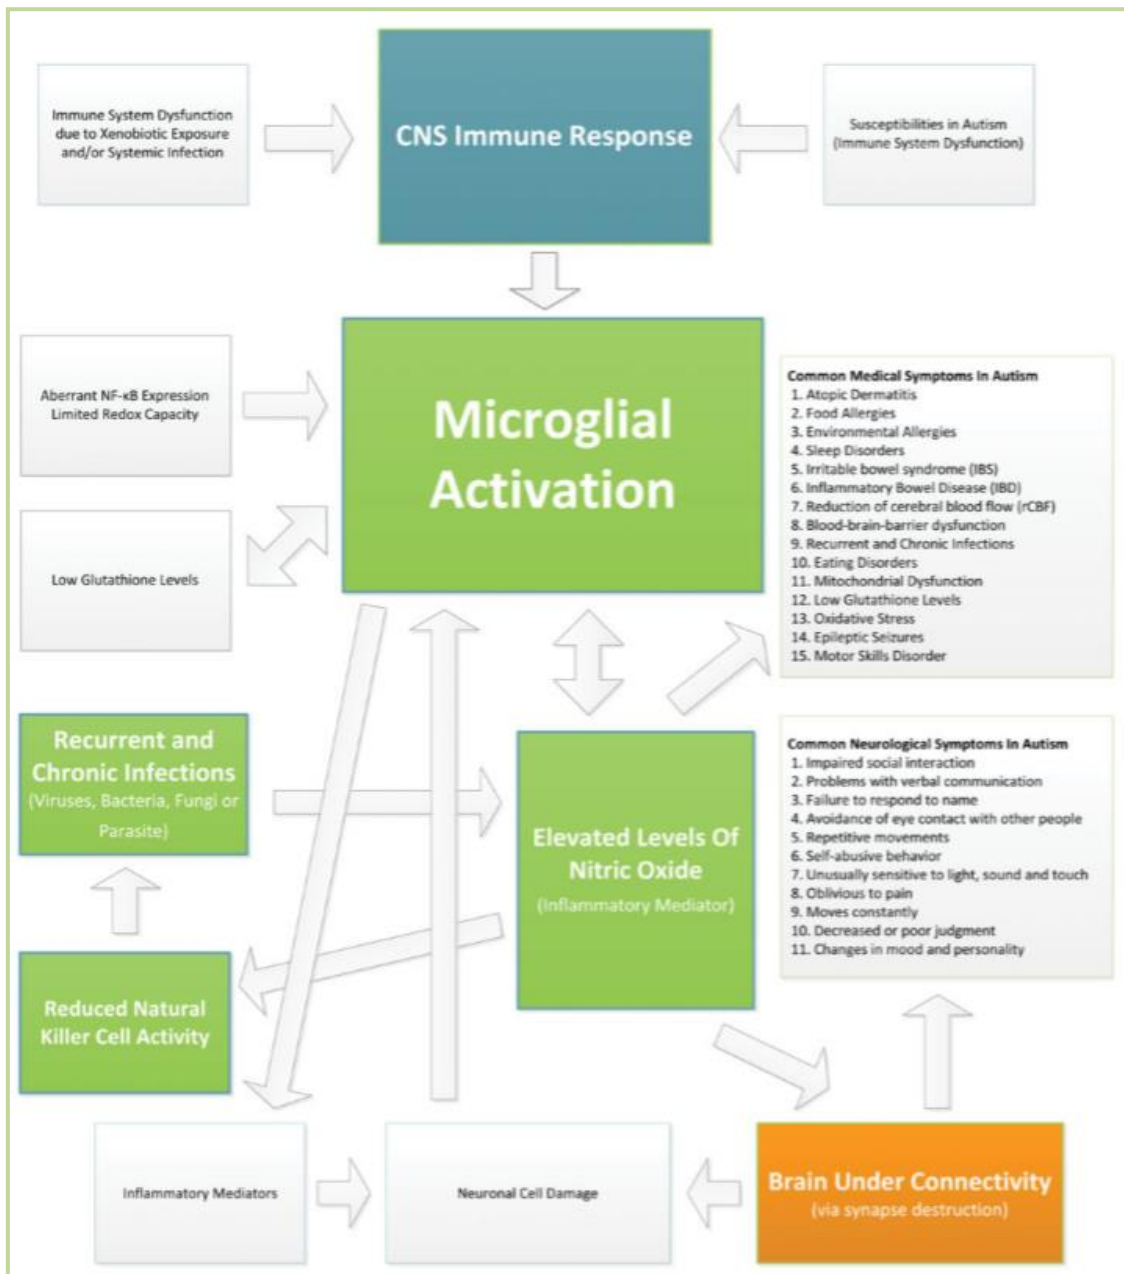 Immune System Dysfunction
due to Xenobiotic Exposure
and/or Systemic Infection
CNS Immune Response
Susceptibilities in Autism
(Immune System Dysfunction)
Aberrant NF-κB Expression
Limited Redox Capacity
Microglial
Activation
Low Glutathione Levels
Common Medical Symptoms In Autism
1. Atopic Dermatitis
2. Food Allergies
3. Environmental Allergies
4. Sleep Disorders
5. Irritable bowel syndrome (IBS)
6. Inflammatory Bowel Disease (IBD)
7. Reduction of cerebral blood flow (rCBF)
8. Blood-brain-barrier dysfunction
9. Recurrent and Chronic Infections
10. Eating Disorders
11. Mitochondrial Dysfunction
12. Low Glutathione Levels
13. Oxidative Stress
14. Epileptic Seizures
15. Motor Skills Disorder
Recurrent and
Chronic Infections
(Viruses, Bacteria, Fungi or
Parasite)
Elevated Levels Of
Nitric Oxide
(Inflammatory Mediator)
Common Neurological Symptoms In Autism
1. Impaired social interaction
2. Problems with verbal communication
3. Failure to respond to name
4. Avoidance of eye contact with other people
5. Repetitive movements
6. Self-abusive behavior
7. Unusually sensitive to light, sound and touch
8. Oblivious to pain
9. Moves constantly
10. Decreased or poor judgment
11. Changes in mood and personality
Reduced Natural
Killer Cell Activity
Inflammatory Mediators
Neuronal Cell Damage
Brain Under Connectivity
(via synapse destruction)